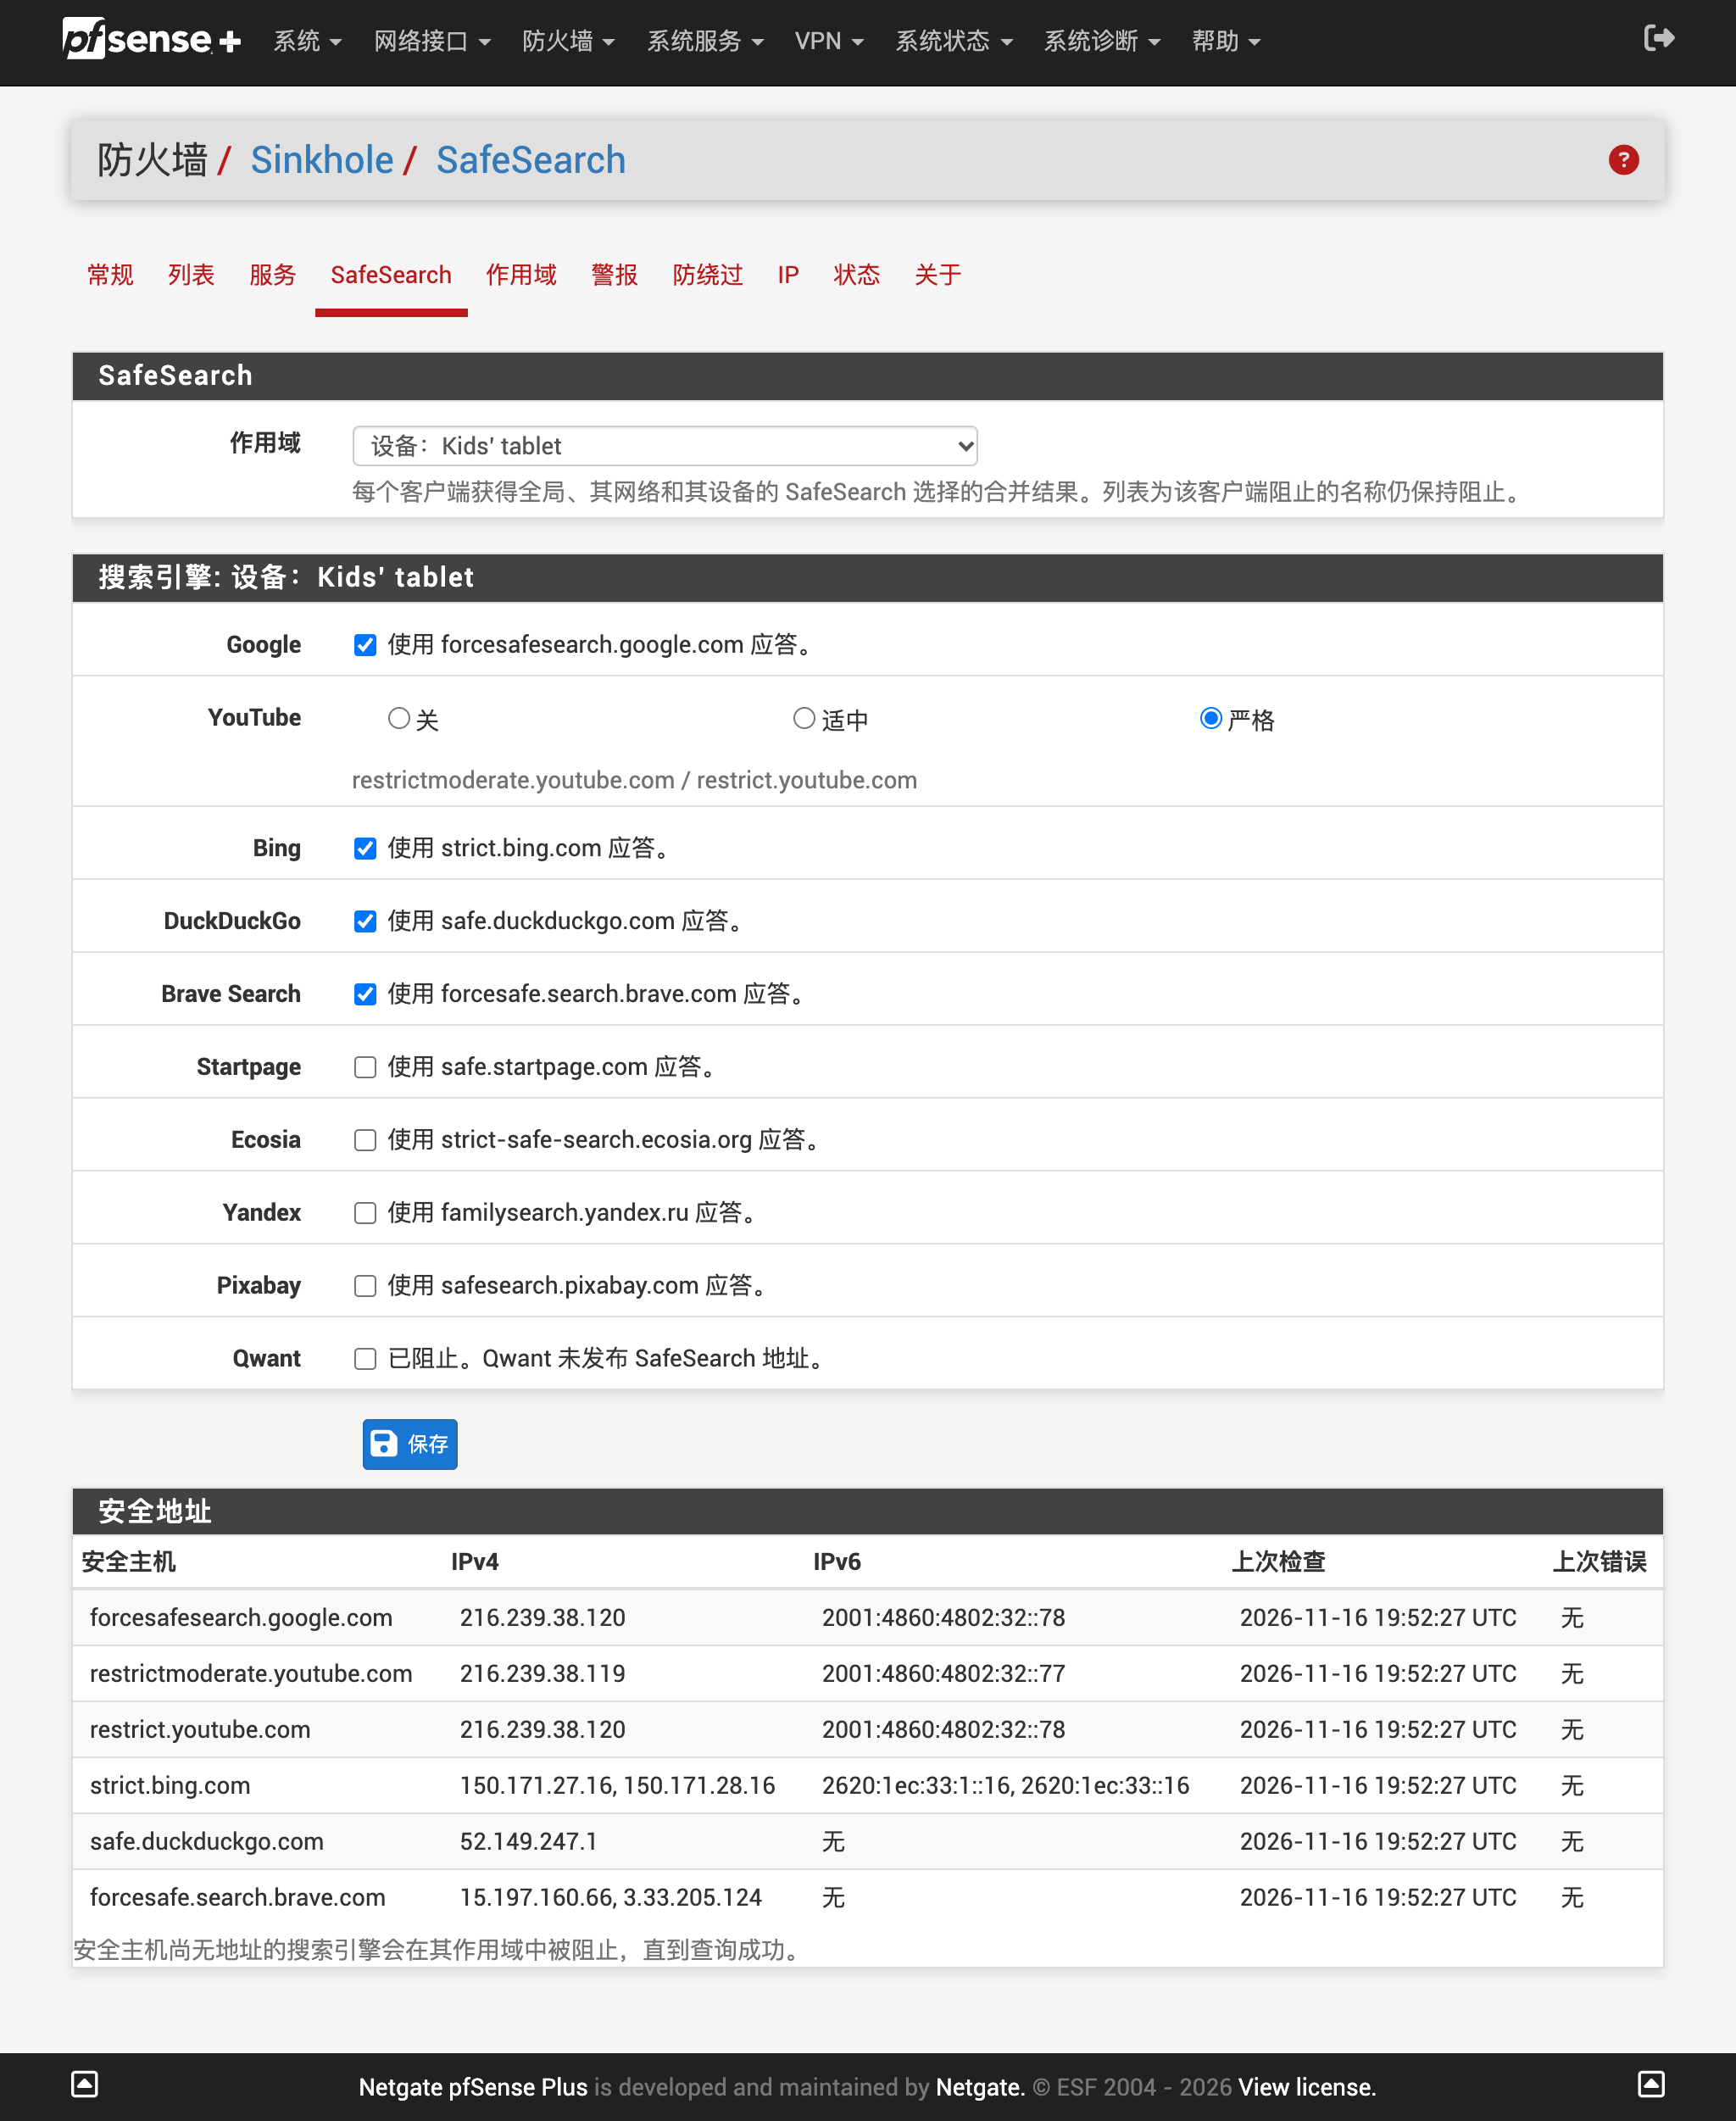 pfsense+ 系统 网络接口 防火墙 系统服务 VPN 系统状态 系统诊断 帮助
防火墙 / Sinkhole / SafeSearch
常规 列表 服务 SafeSearch 作用域 警报 防绕过 IP 状态 关于
SafeSearch
作用域 设备：Kids' tablet
每个客户端获得全局、其网络和其设备的 SafeSearch 选择的合并结果。列表为该客户端阻止的名称仍保持阻止。
搜索引擎: 设备：Kids' tablet
Google 使用 forcesafesearch.google.com 应答。
YouTube 关 适中 严格
restrictmoderate.youtube.com / restrict.youtube.com
Bing 使用 strict.bing.com 应答。
DuckDuckGo 使用 safe.duckduckgo.com 应答。
Brave Search 使用 forcesafe.search.brave.com 应答。
Startpage 使用 safe.startpage.com 应答。
Ecosia 使用 strict-safe-search.ecosia.org 应答。
Yandex 使用 familysearch.yandex.ru 应答。
Pixabay 使用 safesearch.pixabay.com 应答。
Qwant 已阻止。Qwant 未发布 SafeSearch 地址。
保存
安全地址
安全主机 IPv4 IPv6 上次检查 上次错误
forcesafesearch.google.com 216.239.38.120 2001:4860:4802:32::78 2026-11-16 19:52:27 UTC 无
restrictmoderate.youtube.com 216.239.38.119 2001:4860:4802:32::77 2026-11-16 19:52:27 UTC 无
restrict.youtube.com 216.239.38.120 2001:4860:4802:32::78 2026-11-16 19:52:27 UTC 无
strict.bing.com 150.171.27.16, 150.171.28.16 2620:1ec:33:1::16, 2620:1ec:33::16 2026-11-16 19:52:27 UTC 无
safe.duckduckgo.com 52.149.247.1 无 2026-11-16 19:52:27 UTC 无
forcesafe.search.brave.com 15.197.160.66, 3.33.205.124 无 2026-11-16 19:52:27 UTC 无
安全主机尚无地址的搜索引擎会在其作用域中被阻止，直到查询成功。
Netgate pfSense Plus is developed and maintained by Netgate. © ESF 2004 - 2026 View license.